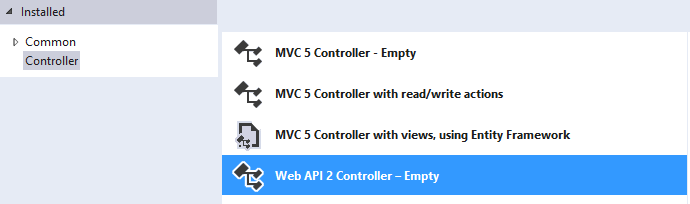 Installed
Common
Controller
MVC 5 Controller - Empty
MVC 5 Controller with read/write actions
MVC 5 Controller with views, using Entity Framework
Web API 2 Controller – Empty